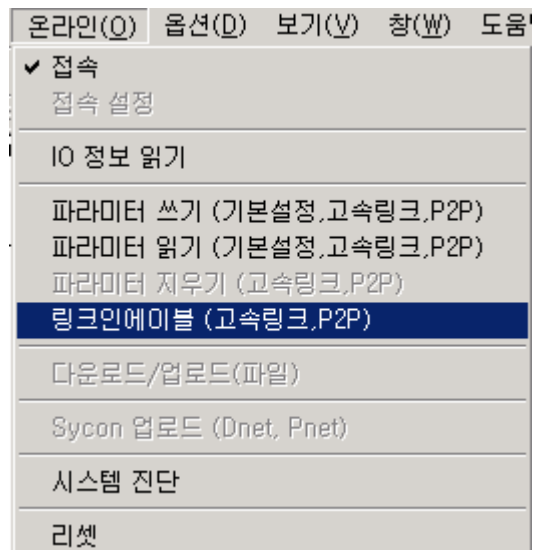 온라인(O) 옵션(D) 보기(V) 창(W) 도움
접속
접속 설정
IO 정보 읽기
파라미터 쓰기 (기본설정,고속링크,P2P)
파라미터 읽기 (기본설정,고속링크,P2P)
파라미터 지우기 (고속링크,P2P)
링크인에이블 (고속링크,P2P)
다운로드/업로드(파일)
Sycon 업로드 (Dnet, Pnet)
시스템 진단
리셋